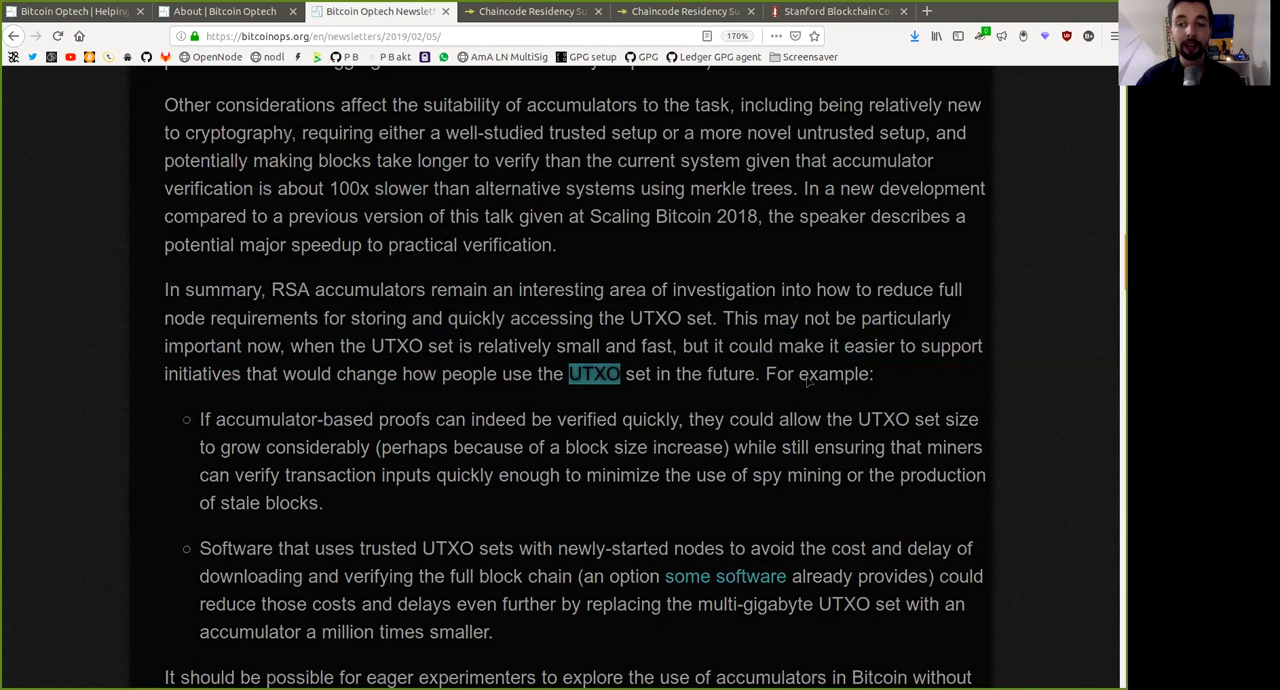 Bitcoin Optech | Helping
About | Bitcoin Optech
Bitcoin Optech Newslett
Chaincode Residency Su
Chaincode Residency Su
Stanford Blockchain Co
https://bitcoinops.org/en/newsletters/2019/02/05/
170%
OpenNode
nodl
P B
P B akt
AmA LN MultiSig
GPG setup
GPG
Ledger GPG agent
Screensaver
Other considerations affect the suitability of accumulators to the task, including being relatively new
to cryptography, requiring either a well-studied trusted setup or a more novel untrusted setup, and
potentially making blocks take longer to verify than the current system given that accumulator
verification is about 100x slower than alternative systems using merkle trees. In a new development
compared to a previous version of this talk given at Scaling Bitcoin 2018, the speaker describes a
potential major speedup to practical verification.
In summary, RSA accumulators remain an interesting area of investigation into how to reduce full
node requirements for storing and quickly accessing the UTXO set. This may not be particularly
important now, when the UTXO set is relatively small and fast, but it could make it easier to support
initiatives that would change how people use the UTXO set in the future. For example:
If accumulator-based proofs can indeed be verified quickly, they could allow the UTXO set size
to grow considerably (perhaps because of a block size increase) while still ensuring that miners
can verify transaction inputs quickly enough to minimize the use of spy mining or the production
of stale blocks.
Software that uses trusted UTXO sets with newly-started nodes to avoid the cost and delay of
downloading and verifying the full block chain (an option some software already provides) could
reduce those costs and delays even further by replacing the multi-gigabyte UTXO set with an
accumulator a million times smaller.
It should be possible for eager experimenters to explore the use of accumulators in Bitcoin without